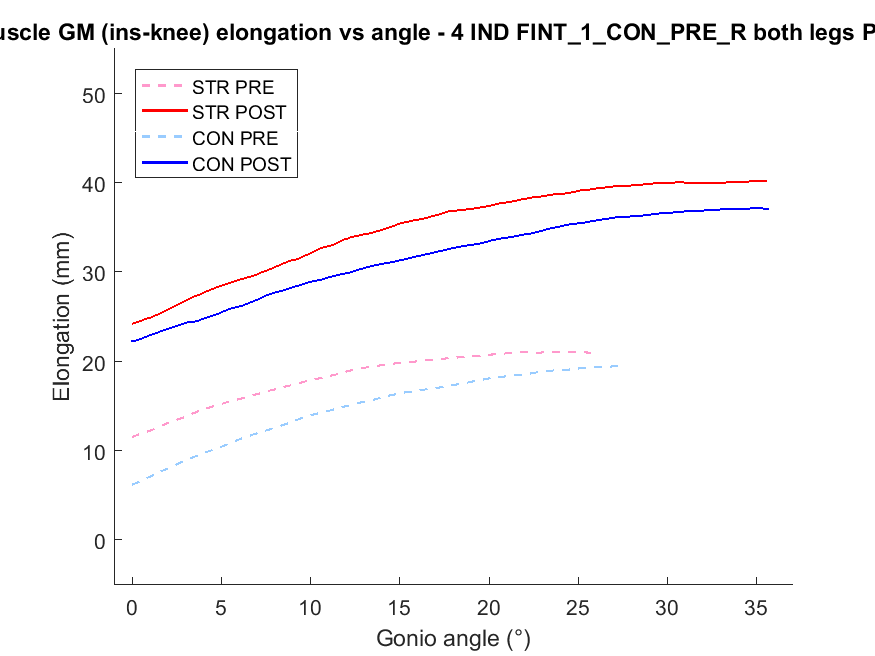 uscle GM (ins-knee) elongation vs angle - 4 IND FINT_1_CON_PRE_R both legs P
STR PRE
STR POST
CON PRE
CON POST
Elongation (mm)
50
40
30
20
10
0
0 5 10 15 20 25 30 35
Gonio angle (°)